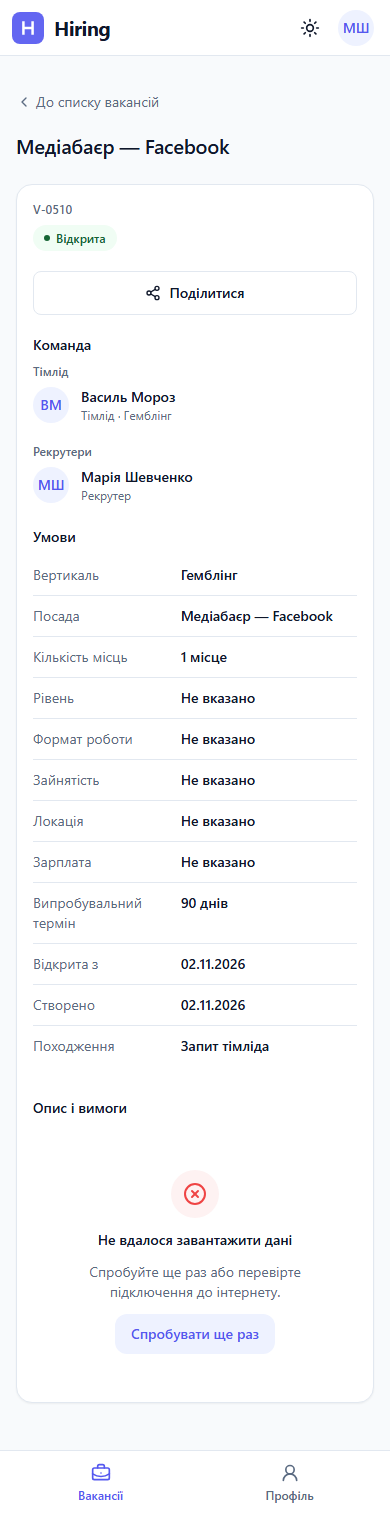 H Hiring МШ
До списку вакансій
Медіабаєр — Facebook
V-0510
Відкрита
Поділитися
Команда
Тімлід
ВМ
Василь Мороз
Тімлід · Гемблінг
Рекрутери
МШ
Марія Шевченко
Рекрутер
Умови
Вертикаль Гемблінг
Посада Медіабаєр — Facebook
Кількість місць 1 місце
Рівень Не вказано
Формат роботи Не вказано
Зайнятість Не вказано
Локація Не вказано
Зарплата Не вказано
Випробувальний 90 днів
термін
Відкрита з 02.11.2026
Створено 02.11.2026
Походження Запит тімліда
Опис і вимоги
Не вдалося завантажити дані
Спробуйте ще раз або перевірте
підключення до інтернету.
Спробувати ще раз
Вакансії Профіль